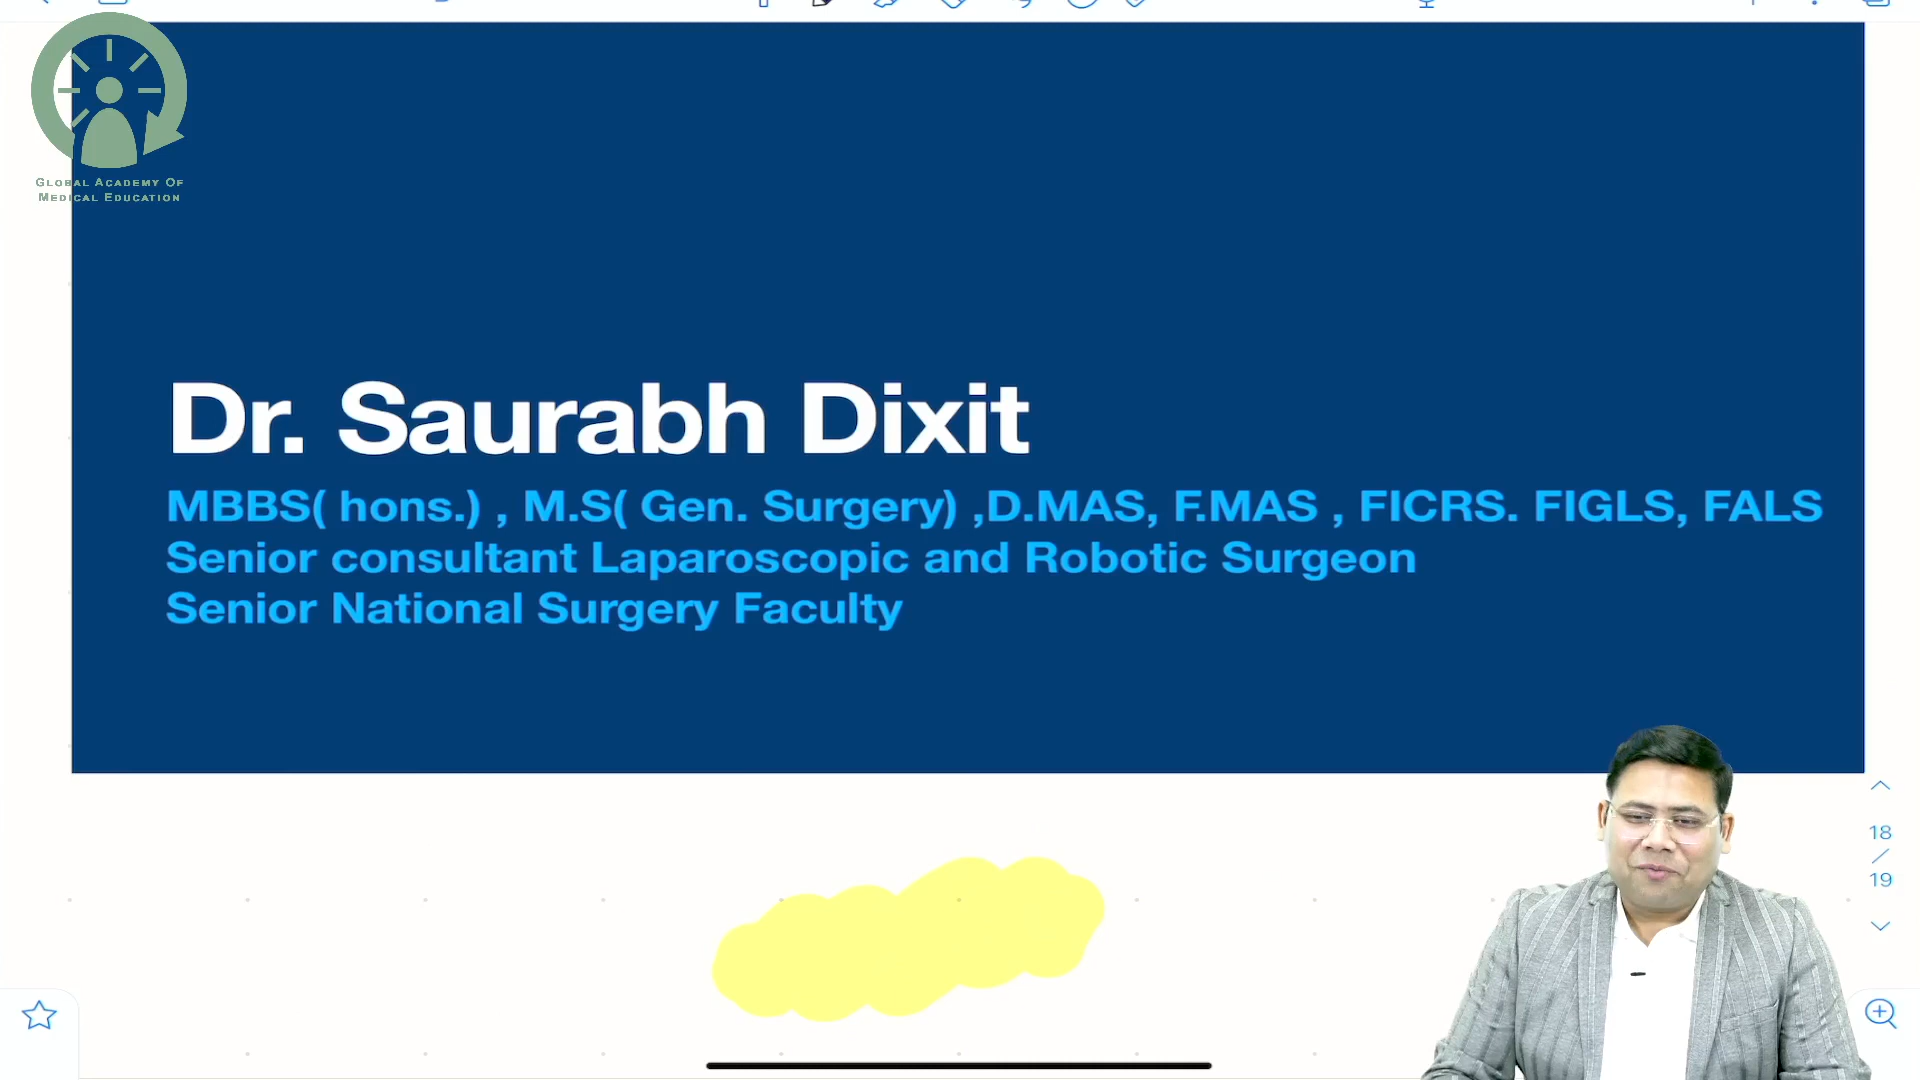 GLOBAL ACADEMY OF
MEDICAL EDUCATION
Dr. Saurabh Dixit
MBBS( hons.) , M.S( Gen. Surgery) ,D.MAS, F.MAS , FICRS. FIGLS, FALS
Senior consultant Laparoscopic and Robotic Surgeon
Senior National Surgery Faculty
18
/
19